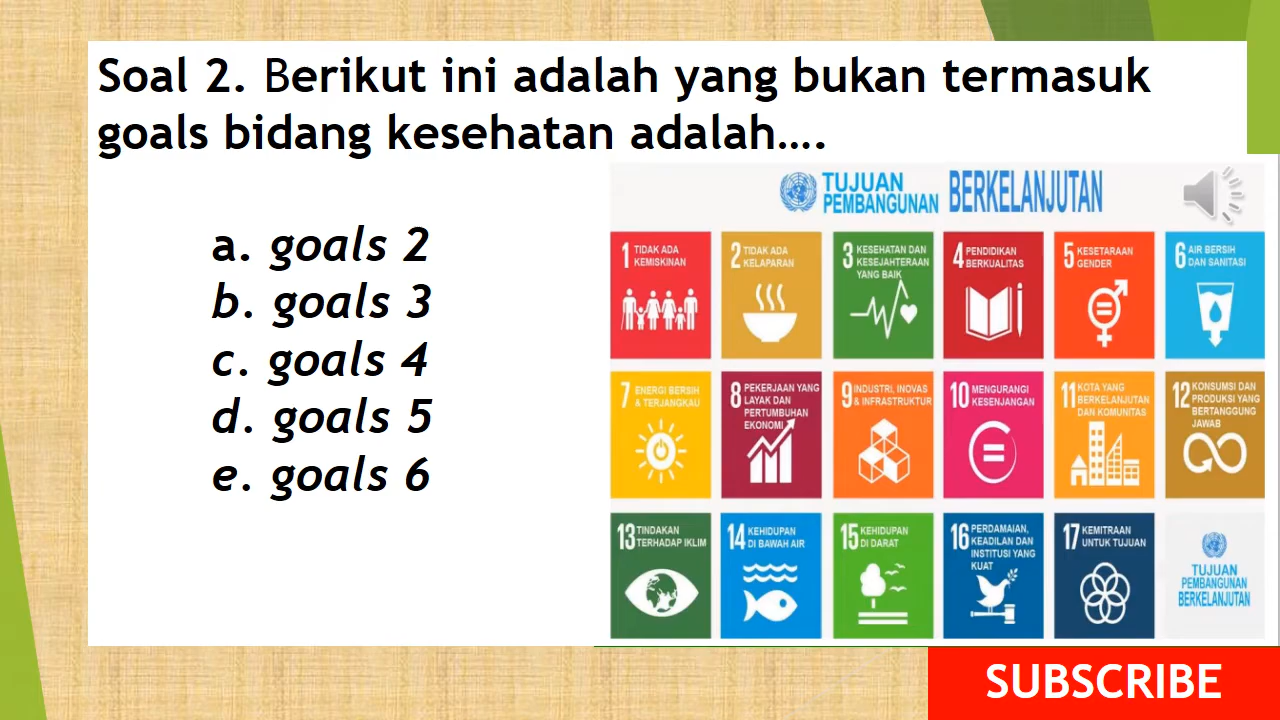 Soal 2. Berikut ini adalah yang bukan termasuk
goals bidang kesehatan adalah….
a. goals 2
b. goals 3
c. goals 4
d. goals 5
e. goals 6
TUJUAN
PEMBANGUNAN
BERKELANJUTAN
1 TIDAK ADA
KEMISKINAN
2 TIDAK ADA
KELAPARAN
3 KESEHATAN DAN
KESEJAHTERAAN
YANG BAIK
4 PENDIDIKAN
BERKUALITAS
5 KESETARAAN
GENDER
6 AIR BERSIH
DAN SANITASI
7 ENERGI BERSIH
& TERJANGKAU
8 PEKERJAAN YANG
LAYAK DAN
PERTUMBUHAN
EKONOMI
9 INDUSTRI, INOVAS
& INFRASTRUKTUR
10 MENGURANGI
KESENJANGAN
11 KOTA YANG
BERKELANJUTAN
DAN KOMUNITAS
12 KONSUMSI DAN
PRODUKSI YANG
BERTANGGUNG
JAWAB
13 TINDAKAN
TERHADAP IKLIM
14 KEHIDUPAN
DI BAWAH AIR
15 KEHIDUPAN
DI DARAT
16 PERDAMAIAN,
KEADILAN DAN
INSTITUSI YANG
KUAT
17 KEMITRAAN
UNTUK TUJUAN
TUJUAN
PEMBANGUNAN
BERKELANJUTAN
SUBSCRIBE